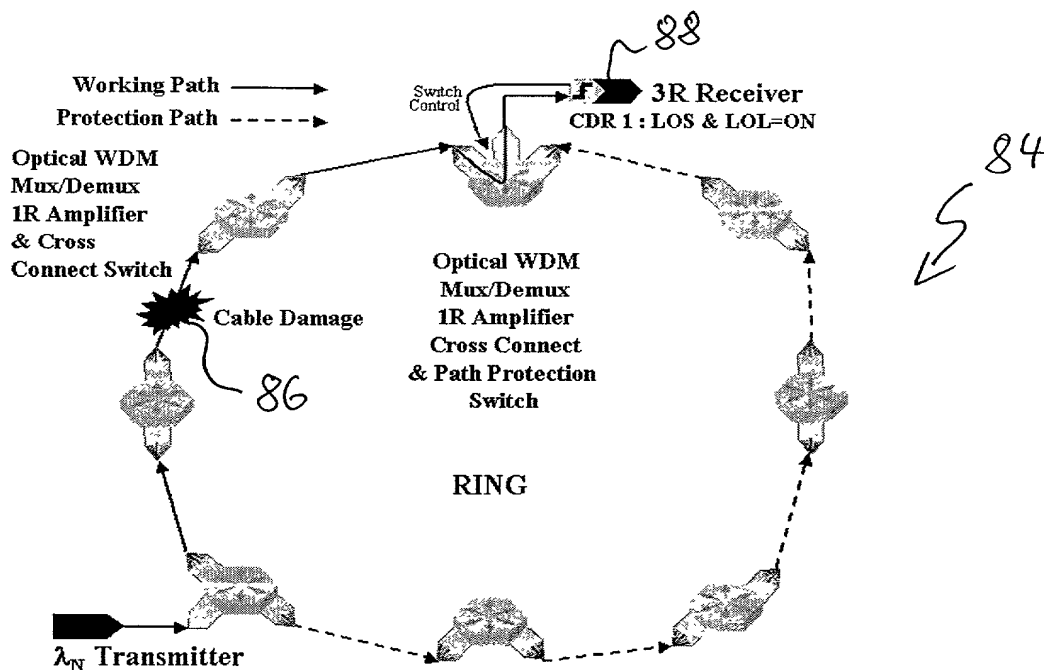 88
Working Path
Switch
Control
3R Receiver
Protection Path
CDR 1 : LOS & LOL=ON
84
Optical WDM
Mux/Demux
1R Amplifier
& Cross
Connect Switch
Optical WDM
Mux/Demux
1R Amplifier
Cross Connect
& Path Protection
Switch
Cable Damage
86
RING
λN Transmitter